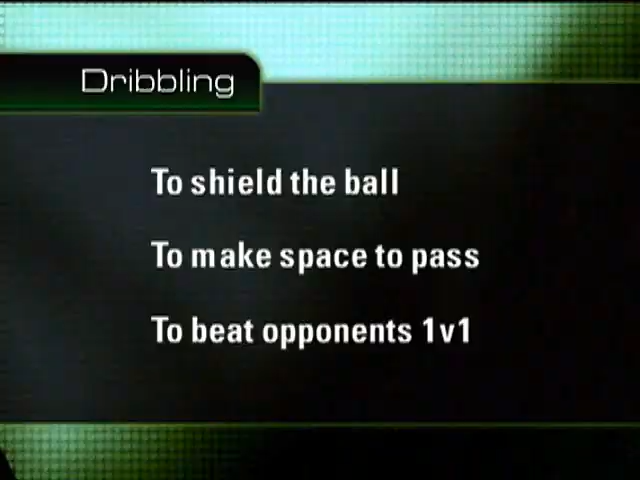 Dribbling
To shield the ball
To make space to pass
To beat opponents 1v1